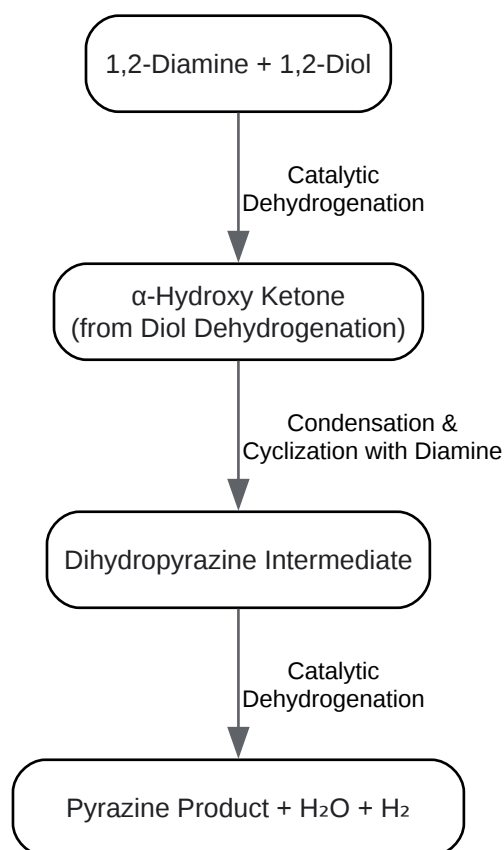 1,2-Diamine + 1,2-Diol
Catalytic
Dehydrogenation
α-Hydroxy Ketone
(from Diol Dehydrogenation)
Condensation &
Cyclization with Diamine
Dihydropyrazine Intermediate
Catalytic
Dehydrogenation
Pyrazine Product + H₂O + H₂